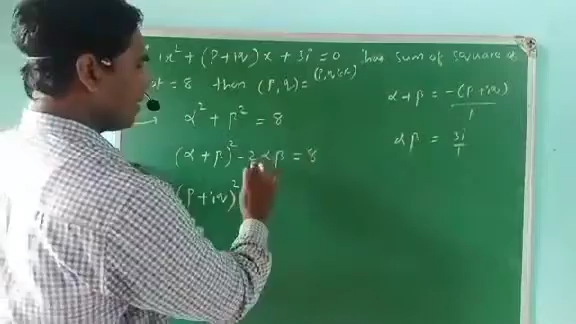 x² + (p+iq)x + 3i = 0 has sum of square of
= 8 then (p, q) = (p, q ∈ R)
α² + β² = 8
(α + β)² - 2αβ = 8
(p + iq)²
α + β = -(p + iq)/1
αβ = 3i/1